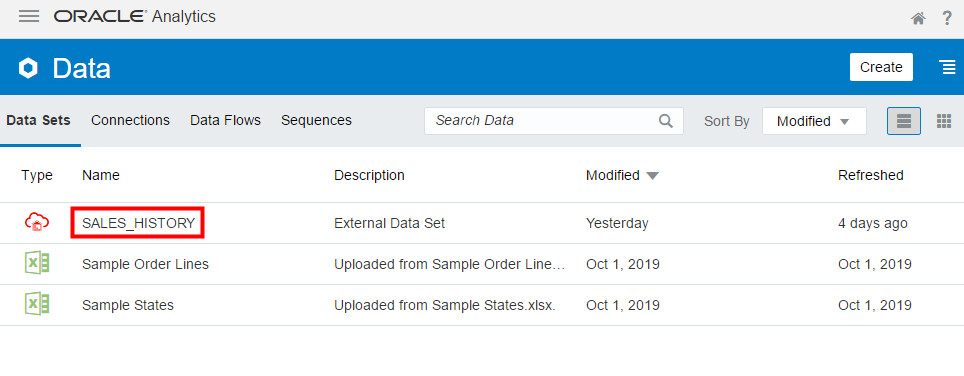 ORACLE Analytics ?
Data Create
Data Sets Connections Data Flows Sequences Search Data Sort By Modified
Type Name Description Modified Refreshed
SALES_HISTORY External Data Set Yesterday 4 days ago
Sample Order Lines Uploaded from Sample Order Line... Oct 1, 2019 Oct 1, 2019
Sample States Uploaded from Sample States.xlsx. Oct 1, 2019 Oct 1, 2019